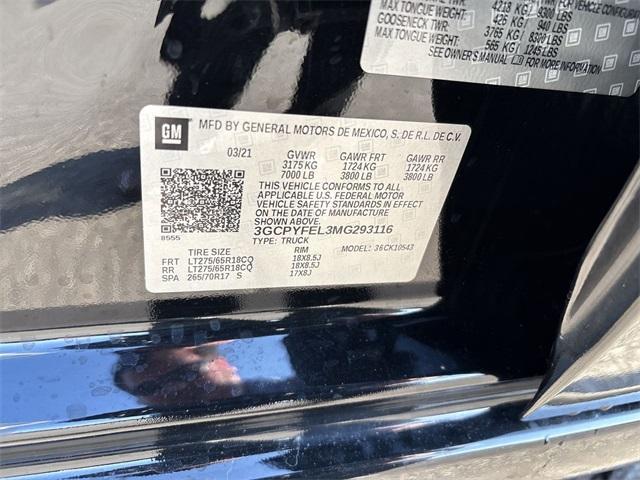 4218 KG / 9300 LBS
MAX TONGUE WEIGHT: 426 KG / 940 LBS
GOOSENECK TWR: 3765 KG / 8300 LBS
MAX TONGUE WEIGHT: 565 KG / 1245 LBS
SEE OWNER'S MANUAL FOR MORE INFORMATION
GM
MFD BY GENERAL MOTORS DE MEXICO, S. DE R.L. DE C.V.
03/21 GVWR GAWR FRT GAWR RR
3175 KG 1724 KG 1724 KG
7000 LB 3800 LB 3800 LB
THIS VEHICLE CONFORMS TO ALL
APPLICABLE U.S. FEDERAL MOTOR
VEHICLE SAFETY STANDARDS IN EFFECT
ON THE DATE OF MANUFACTURE
SHOWN ABOVE.
3GCPYFEL3MG293116
8555 TYPE: TRUCK MODEL: 36CK10543
TIRE SIZE RIM
FRT LT275/65R18CQ 18X8.5J
RR LT275/65R18CQ 18X8.5J
SPA 265/70R17 S 17X8J